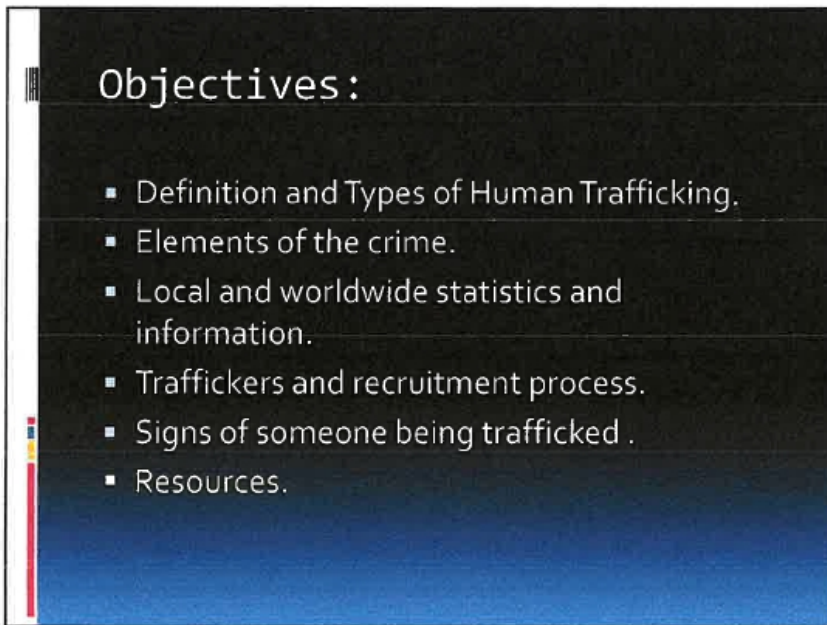 Objectives:
▪ Definition and Types of Human Trafficking.
▪ Elements of the crime.
▪ Local and worldwide statistics and
information.
▪ Traffickers and recruitment process.
▪ Signs of someone being trafficked .
▪ Resources.